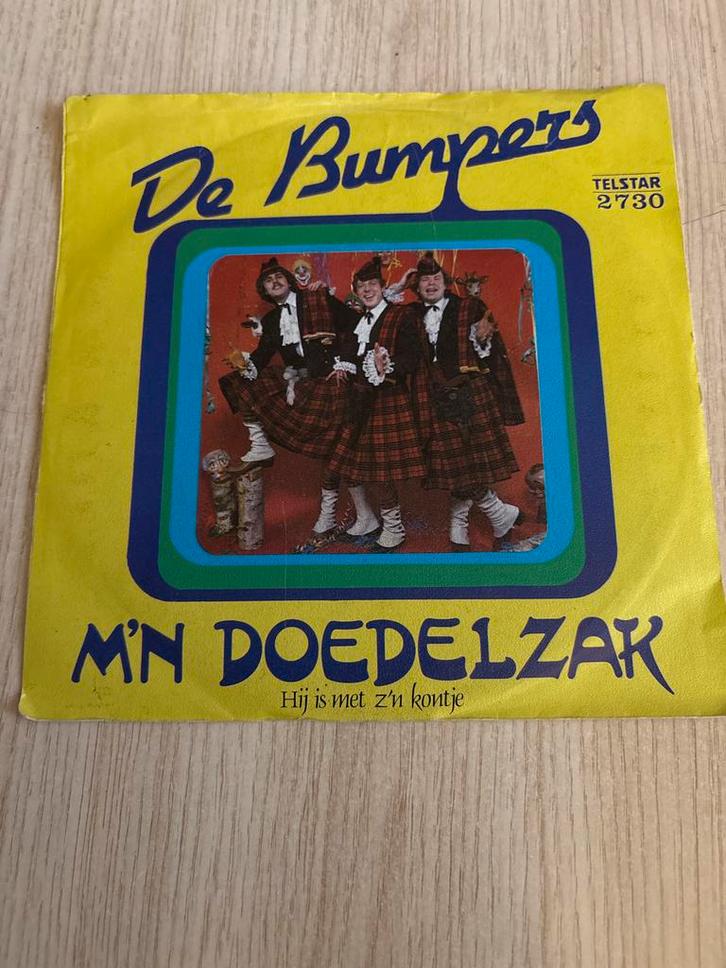 De Bumpers
TELSTAR
2730
M'N DOEDELZAK
Hij is met z'n kontje